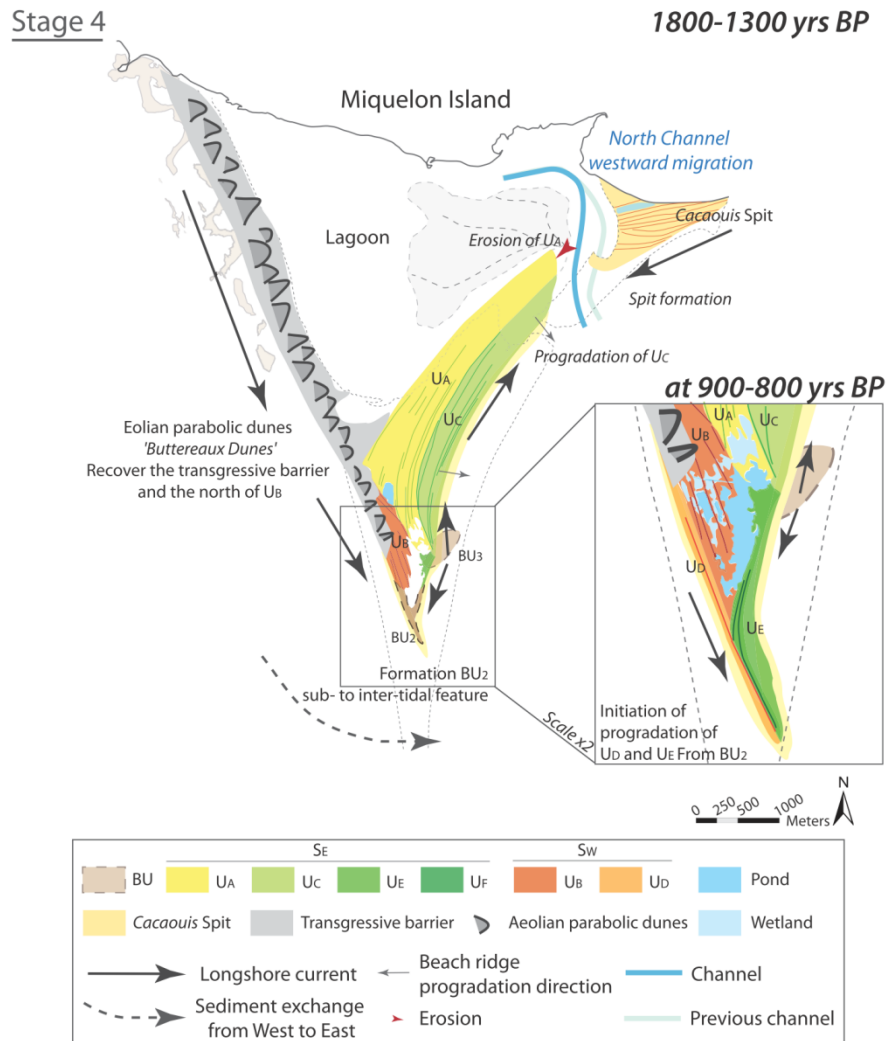 Stage 4
1800-1300 yrs BP
Miquelon Island
North Channel
westward migration
Cacaouis Spit
Lagoon
Erosion of UA
Spit formation
Progradation of UC
UA
UC
at 900-800 yrs BP
Eolian parabolic dunes
'Buttereaux Dunes'
Recover the transgressive barrier
and the north of UB
UB
BU3
BU2
Formation BU2
sub- to inter-tidal feature
Scale x2
UA
UB
UC
UD
UE
Initiation of
progradation of
UD and UE From BU2
N
0 250 500 1000
Meters
SE
SW
BU
UA
UC
UE
UF
UB
UD
Pond
Cacaouis Spit
Transgressive barrier
Aeolian parabolic dunes
Wetland
Longshore current
Beach ridge
progradation direction
Channel
Sediment exchange
from West to East
Erosion
Previous channel